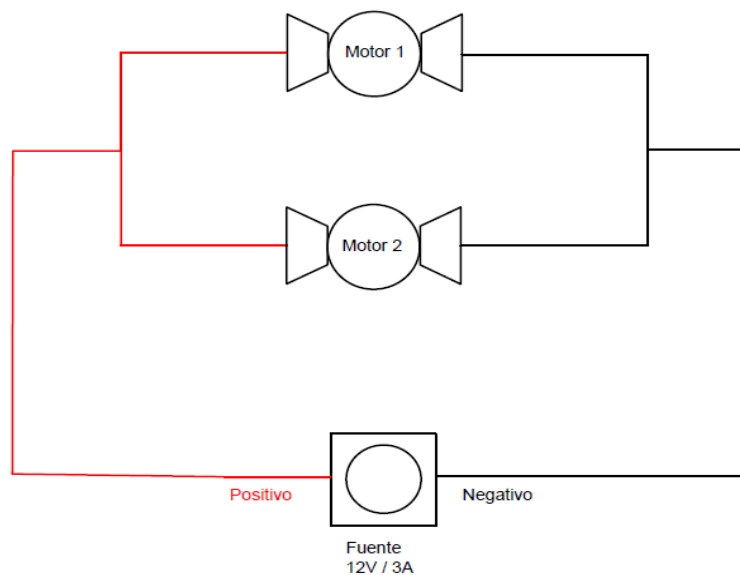 Motor 1
Motor 2
Positivo
Negativo
Fuente
12V / 3A